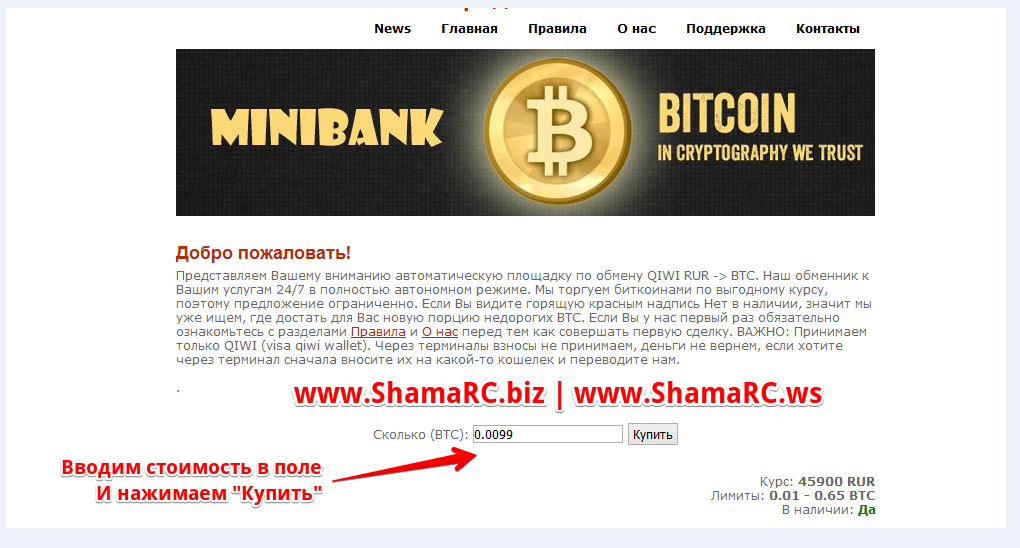 News Главная Правила О нас Поддержка Контакты
MINIBANK
BITCOIN
IN CRYPTOGRAPHY WE TRUST
Добро пожаловать!
Представляем Вашему вниманию автоматическую площадку по обмену QIWI RUR -> BTC. Наш обменник к
Вашим услугам 24/7 в полностью автономном режиме. Мы торгуем биткоинами по выгодному курсу,
поэтому предложение ограниченно. Если Вы видите горящую красным надпись Нет в наличии, значит мы
уже ищем, где достать для Вас новую порцию недорогих BTC. Если Вы у нас первый раз обязательно
ознакомьтесь с разделами Правила и О нас перед тем как совершать первую сделку. ВАЖНО: Принимаем
только QIWI (visa qiwi wallet). Через терминалы взносы не принимаем, деньги не вернем, если хотите
через терминал сначала вносите их на какой-то кошелек и переводите нам.
.
www.ShamaRC.biz | www.ShamaRC.ws
Сколько (BTC): 0.0099 Купить
Вводим стоимость в поле
И нажимаем "Купить"
Курс: 45900 RUR
Лимиты: 0.01 - 0.65 BTC
В наличии: Да